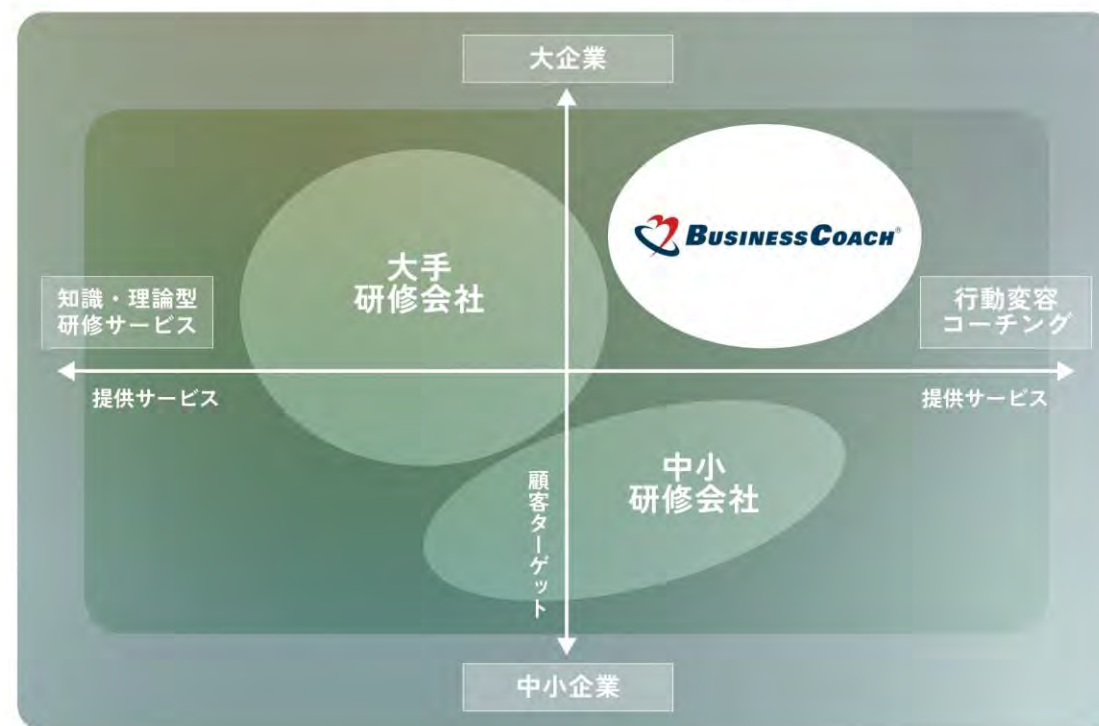 大企業
BUSINESSCOACH®
大手
研修会社
知識・理論型
研修サービス
行動変容
コーチング
提供サービス
提供サービス
中小
研修会社
顧客ターゲット
中小企業